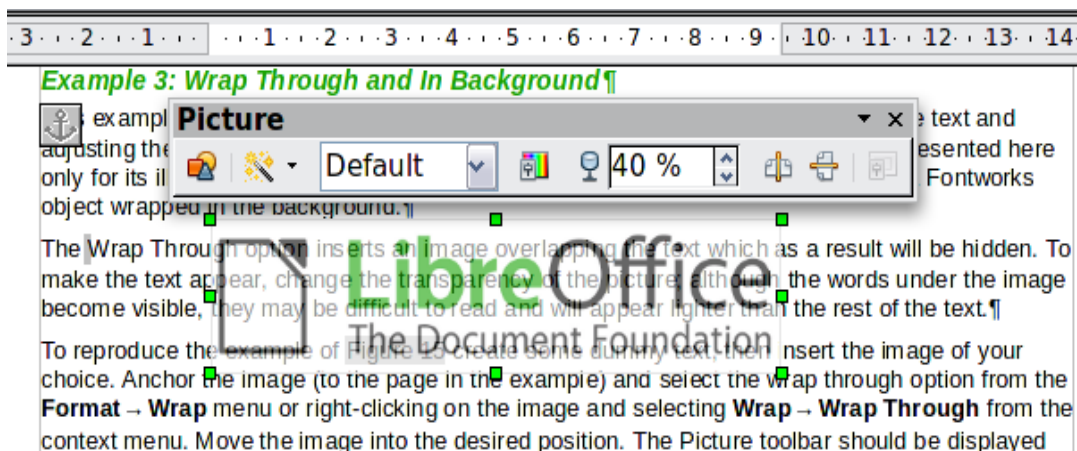 3 2 1 1 2 3 4 5 6 7 8 9 10 11 12 13 14
Example 3: Wrap Through and In Background¶
exampl Picture text and
adjusting the Default 40 % esented here
only for its il Fontworks
object wrapped in the background.¶
The Wrap Through option inserts an image overlapping the text which as a result will be hidden. To
LibreOffice
make the text appear, change the transparency of the picture; although the words under the image
become visible, they may be difficult to read and will appear lighter than the rest of the text.¶
The Document Foundation
To reproduce the example of Figure 15 create some dummy text, then insert the image of your
choice. Anchor the image (to the page in the example) and select the wrap through option from the
Format → Wrap menu or right-clicking on the image and selecting Wrap → Wrap Through from the
context menu. Move the image into the desired position. The Picture toolbar should be displayed